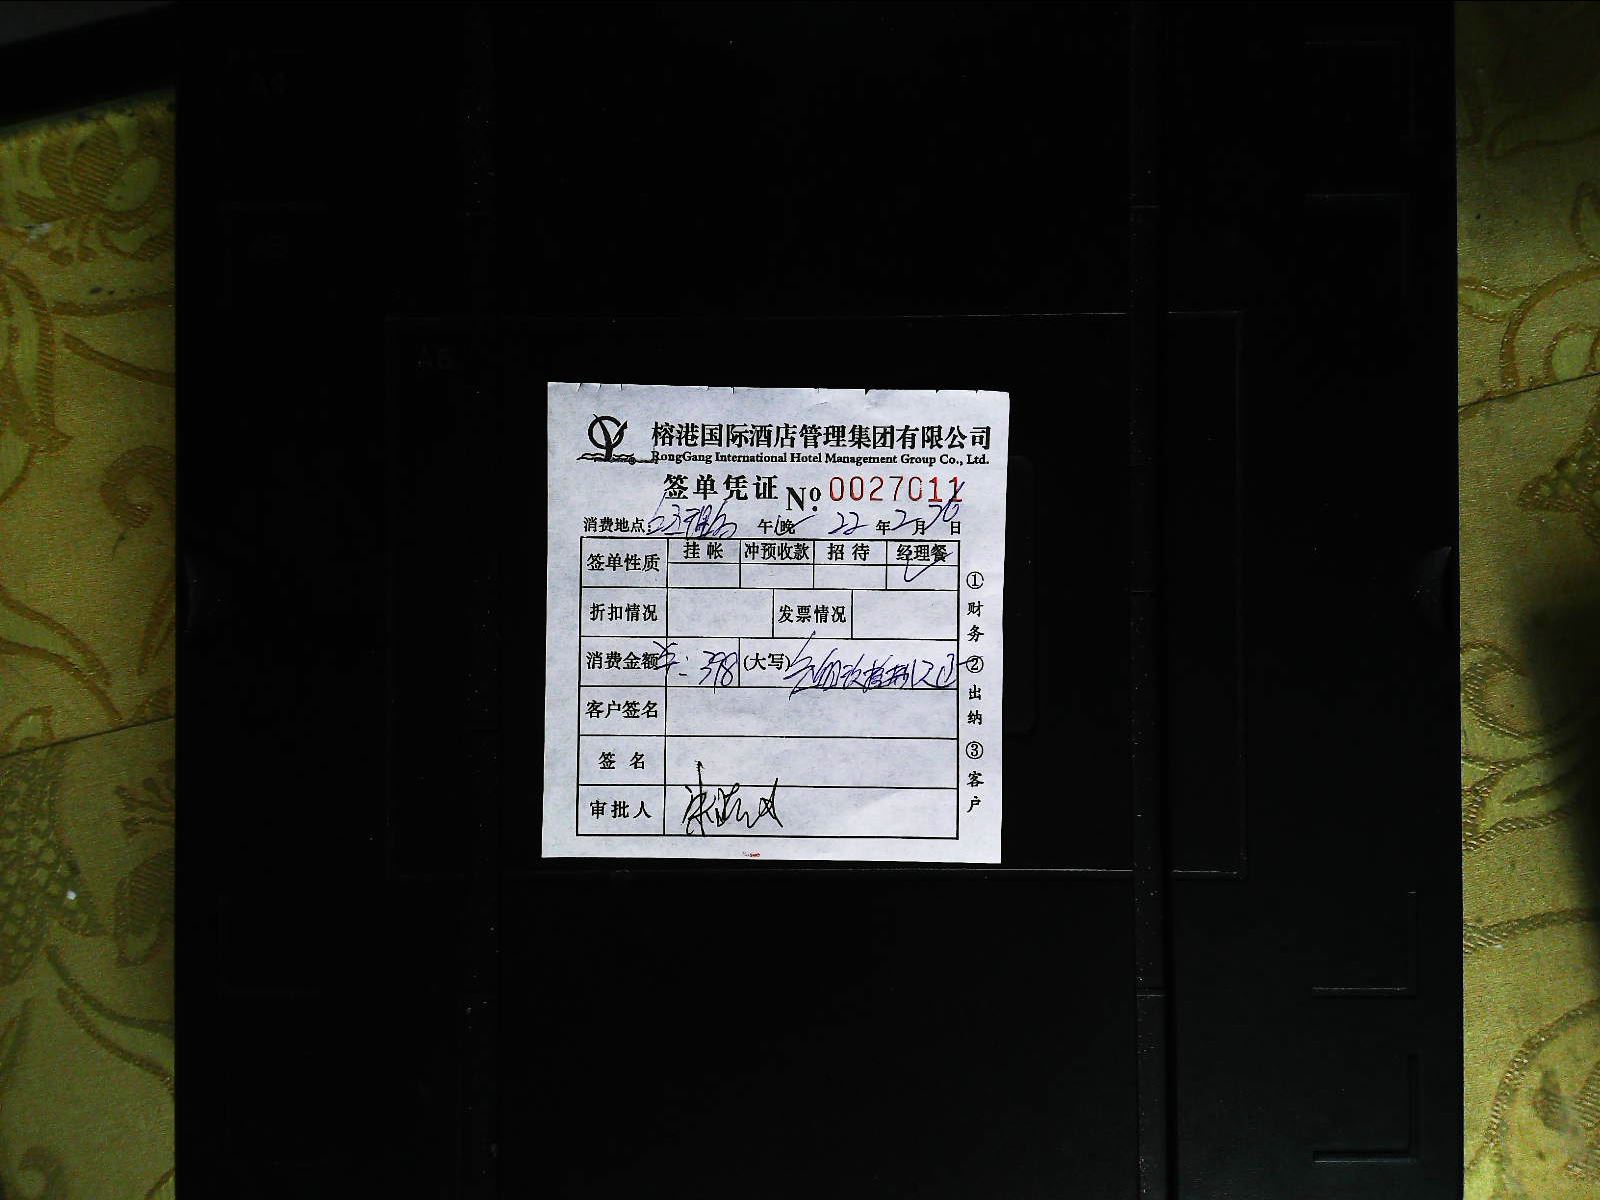 榕港国际酒店管理集团有限公司
RongGang International Hotel Management Group Co., Ltd.
签单凭证 No. 0027011
消费地点: 午 晚 22 年 2 月 日
签单性质 挂帐 冲预收款 招待 经理餐
折扣情况 发票情况
消费金额 ¥: 398 (大写)
客户签名
签名
审批人
①财务 ②出纳 ③客户
A6